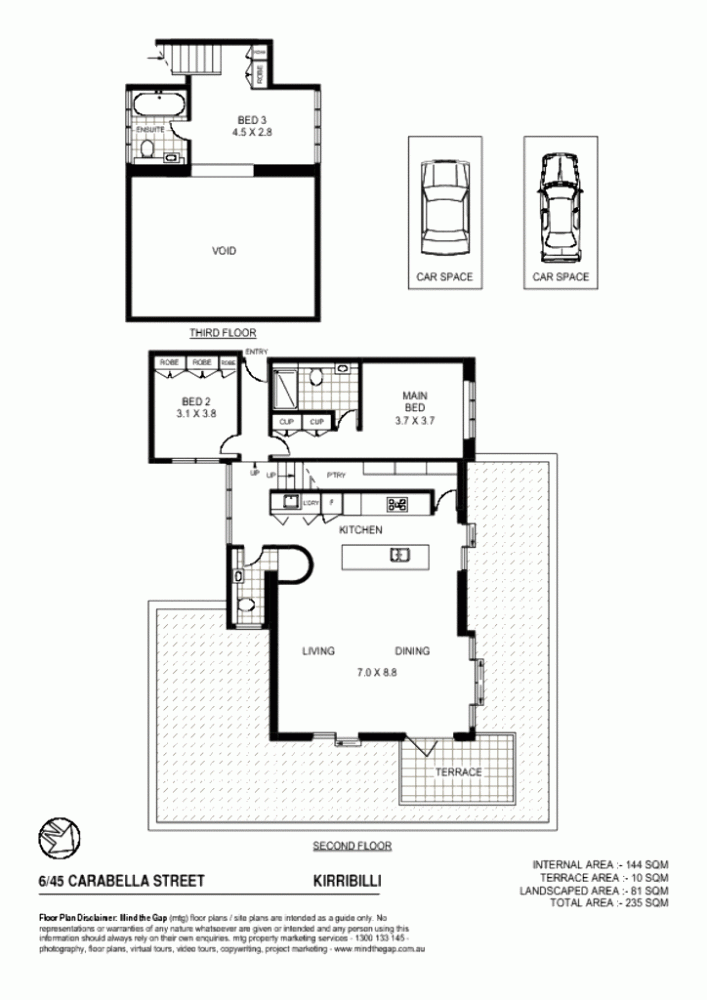 ROBE
ROBE
BED 3
4.5 X 2.8
ENSUITE
VOID
CAR SPACE
CAR SPACE
THIRD FLOOR
ENTRY
ROBE ROBE ROBE
BED 2
3.1 X 3.8
MAIN
BED
3.7 X 3.7
CUP CUP
UP UP P'TRY
L'DRY F
KITCHEN
LIVING DINING
7.0 X 8.8
TERRACE
SECOND FLOOR
N
6/45 CARABELLA STREET KIRRIBILLI
INTERNAL AREA :- 144 SQM
TERRACE AREA :- 10 SQM
LANDSCAPED AREA :- 81 SQM
TOTAL AREA :- 235 SQM
Floor Plan Disclaimer: Mind the Gap (mtg) floor plans / site plans are intended as a guide only. No
representations or warranties of any nature whatsoever are given or intended and any person using this
information should always rely on their own enquiries. mtg property marketing services - 1300 133 145 -
photography, floor plans, virtual tours, video tours, copywriting, project marketing - www.mindthegap.com.au